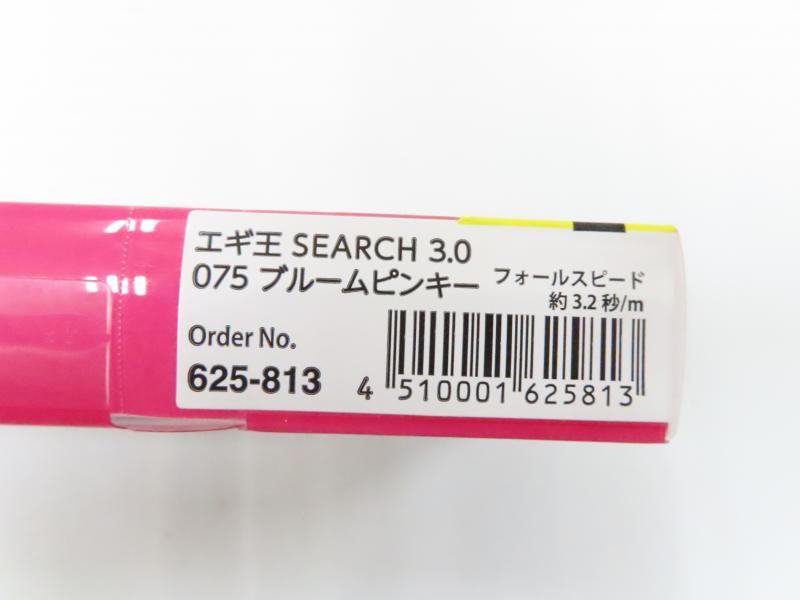 エギ王 SEARCH 3.0
075 ブルームピンキー
フォールスピード
約 3.2 秒/m
Order No.
625-813
4 510001 625813